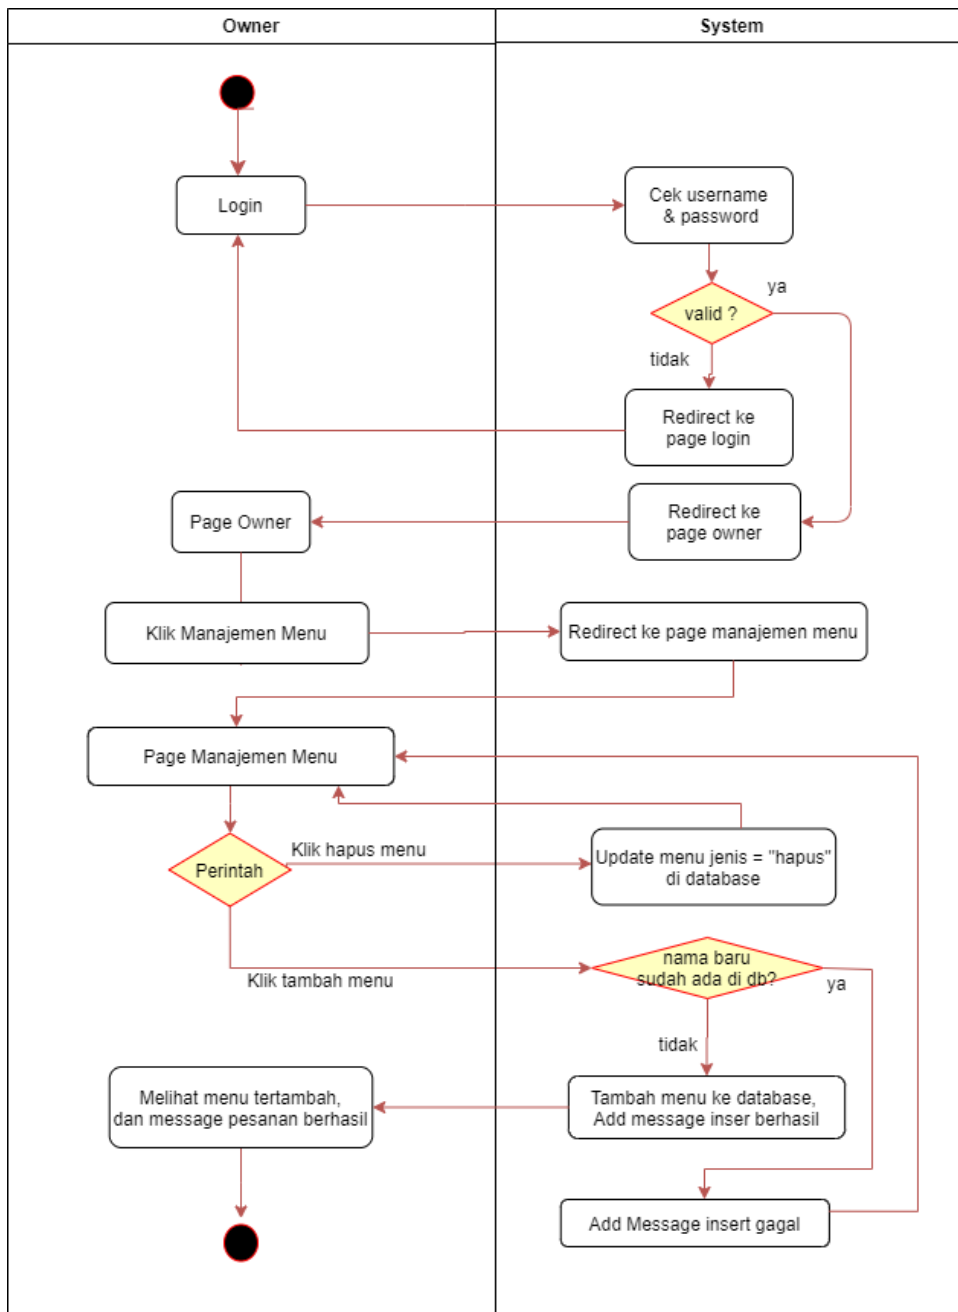 Owner
System
Login
Cek username
& password
valid ?
ya
tidak
Redirect ke
page login
Page Owner
Redirect ke
page owner
Klik Manajemen Menu
Redirect ke page manajemen menu
Page Manajemen Menu
Perintah
Klik hapus menu
Update menu jenis = "hapus"
di database
Klik tambah menu
nama baru
sudah ada di db?
ya
tidak
Melihat menu tertambah,
dan message pesanan berhasil
Tambah menu ke database,
Add message inser berhasil
Add Message insert gagal